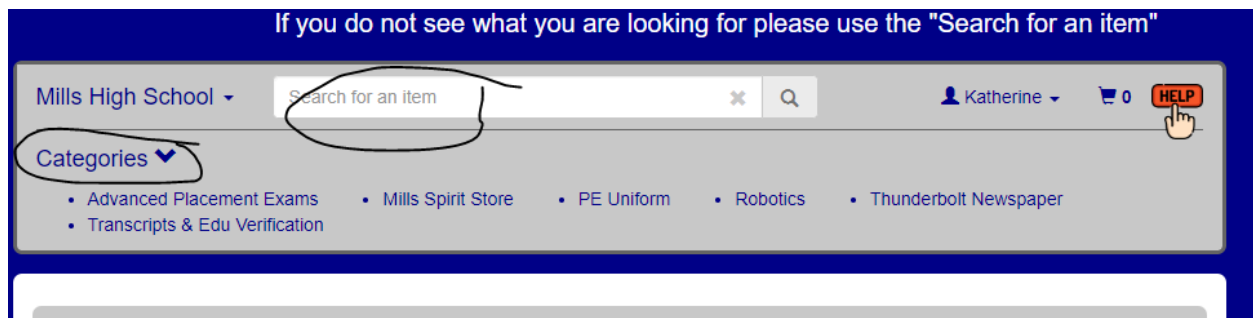 If you do not see what you are looking for please use the "Search for an item"
Mills High School Search for an item Katherine 0 HELP
Categories
Advanced Placement Exams Mills Spirit Store PE Uniform Robotics Thunderbolt Newspaper
Transcripts & Edu Verification